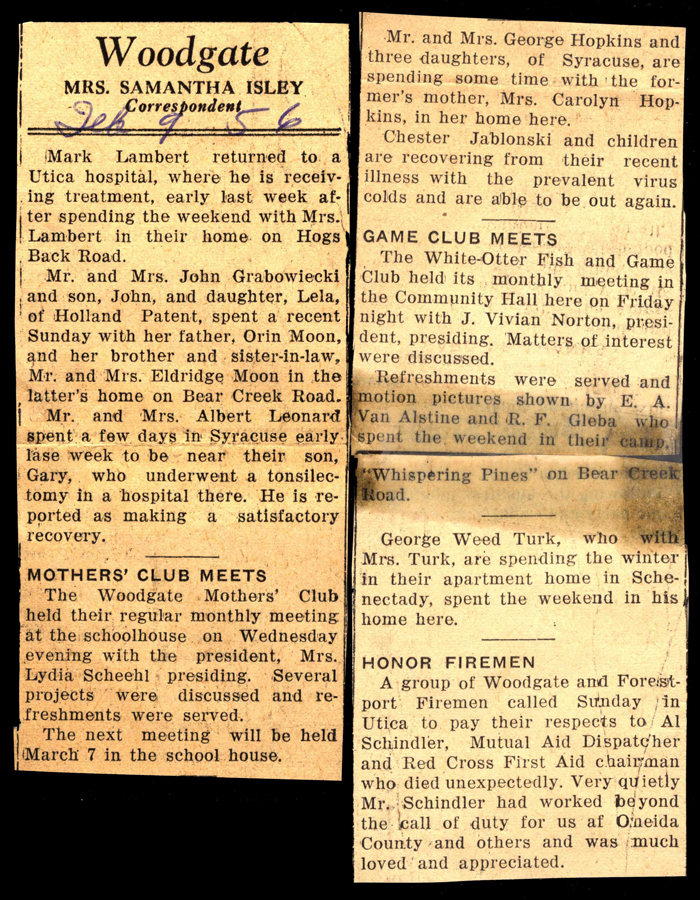 Woodgate
MRS. SAMANTHA ISLEY
Correspondent
Feb 9 56
Mark Lambert returned to a
Utica hospital, where he is receiv-
ing treatment, early last week af-
ter spending the weekend with Mrs.
Lambert in their home on Hogs
Back Road.
Mr. and Mrs. John Grabowiecki
and son, John, and daughter, Lela,
of Holland Patent, spent a recent
Sunday with her father, Orin Moon,
and her brother and sister-in-law,
Mr. and Mrs. Eldridge Moon in the
latter's home on Bear Creek Road.
Mr. and Mrs. Albert Leonard
spent a few days in Syracuse early
lase week to be near their son,
Gary, who underwent a tonsilec-
tomy in a hospital there. He is re-
ported as making a satisfactory
recovery.
MOTHERS' CLUB MEETS
The Woodgate Mothers' Club
held their regular monthly meeting
at the schoolhouse on Wednesday
evening with the president, Mrs.
Lydia Scheehl presiding. Several
projects were discussed and re-
freshments were served.
The next meeting will be held
March 7 in the school house.
Mr. and Mrs. George Hopkins and
three daughters, of Syracuse, are
spending some time with the for-
mer's mother, Mrs. Carolyn Hop-
kins, in her home here.
Chester Jablonski and children
are recovering from their recent
illness with the prevalent virus
colds and are able to be out again.
GAME CLUB MEETS
The White-Otter Fish and Game
Club held its monthly meeting in
the Community Hall here on Friday
night with J. Vivian Norton, presi-
dent, presiding. Matters of interest
were discussed.
Refreshments were served and
motion pictures shown by E. A.
Van Alstine and R. F. Gleba who
spent the weekend in their camp,
"Whispering Pines" on Bear Creek
Road.
George Weed Turk, who with
Mrs. Turk, are spending the winter
in their apartment home in Sche-
nectady, spent the weekend in his
home here.
HONOR FIREMEN
A group of Woodgate and Forest-
port Firemen called Sunday in
Utica to pay their respects to Al
Schindler, Mutual Aid Dispatcher
and Red Cross First Aid chairman
who died unexpectedly. Very quietly
Mr. Schindler had worked beyond
the call of duty for us af Oneida
County and others and was much
loved and appreciated.